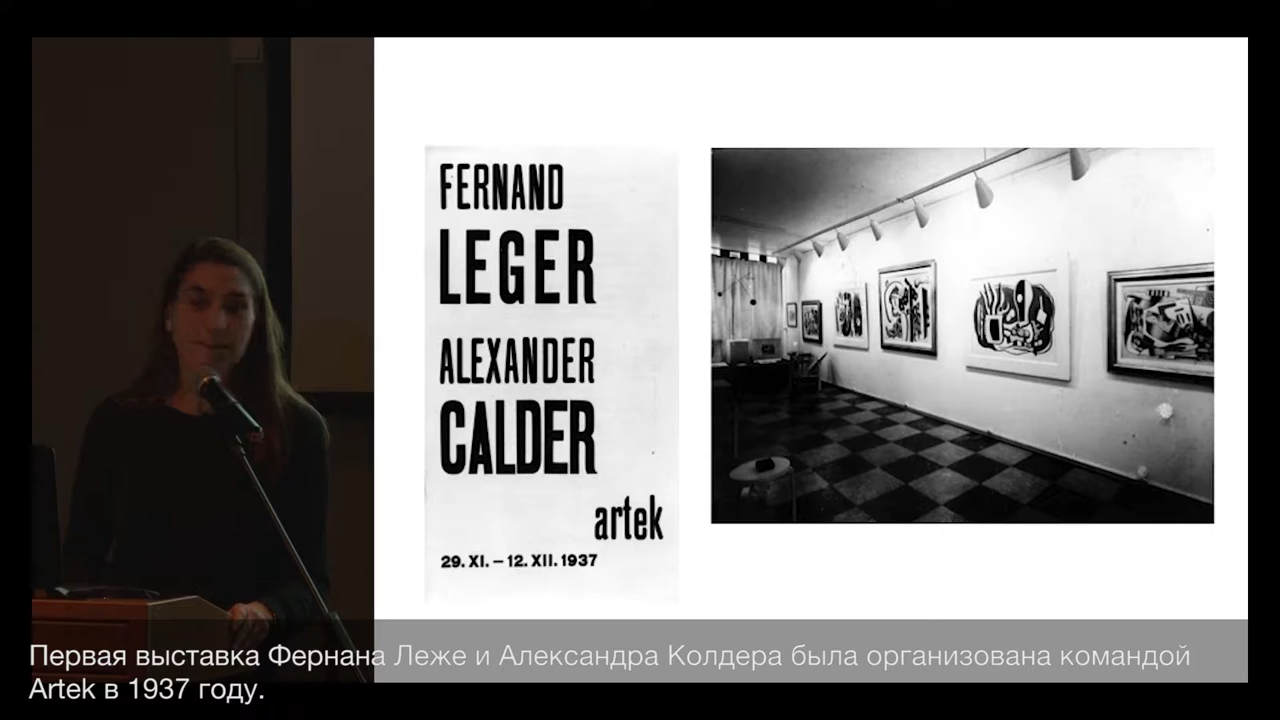 FERNAND
LEGER
ALEXANDER
CALDER
artek
29. XI. – 12. XII. 1937
Первая выставка Фернана Леже и Александра Колдера была организована командой
Artek в 1937 году.